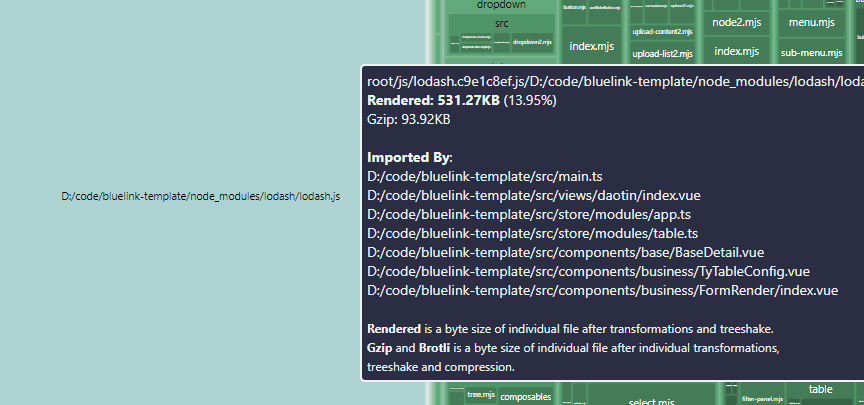 dropdown
src
dropdown2.mjs
button.mjs
index.mjs
upload-content2.mjs
upload-list2.mjs
node2.mjs
index.mjs
menu.mjs
sub-menu.mjs
root/js/lodash.c9e1c8ef.js/D:/code/bluelink-template/node_modules/lodash/loda
Rendered: 531.27KB (13.95%)
Gzip: 93.92KB
Imported By:
D:/code/bluelink-template/src/main.ts
D:/code/bluelink-template/node_modules/lodash/lodash.js
D:/code/bluelink-template/src/views/daotin/index.vue
D:/code/bluelink-template/src/store/modules/app.ts
D:/code/bluelink-template/src/store/modules/table.ts
D:/code/bluelink-template/src/components/base/BaseDetail.vue
D:/code/bluelink-template/src/components/business/TyTableConfig.vue
D:/code/bluelink-template/src/components/business/FormRender/index.vue
Rendered is a byte size of individual file after transformations and treeshake.
Gzip and Brotli is a byte size of individual file after individual transformations,
treeshake and compression.
tree.mjs
composables
select.mjs
filter-panel.mjs
table